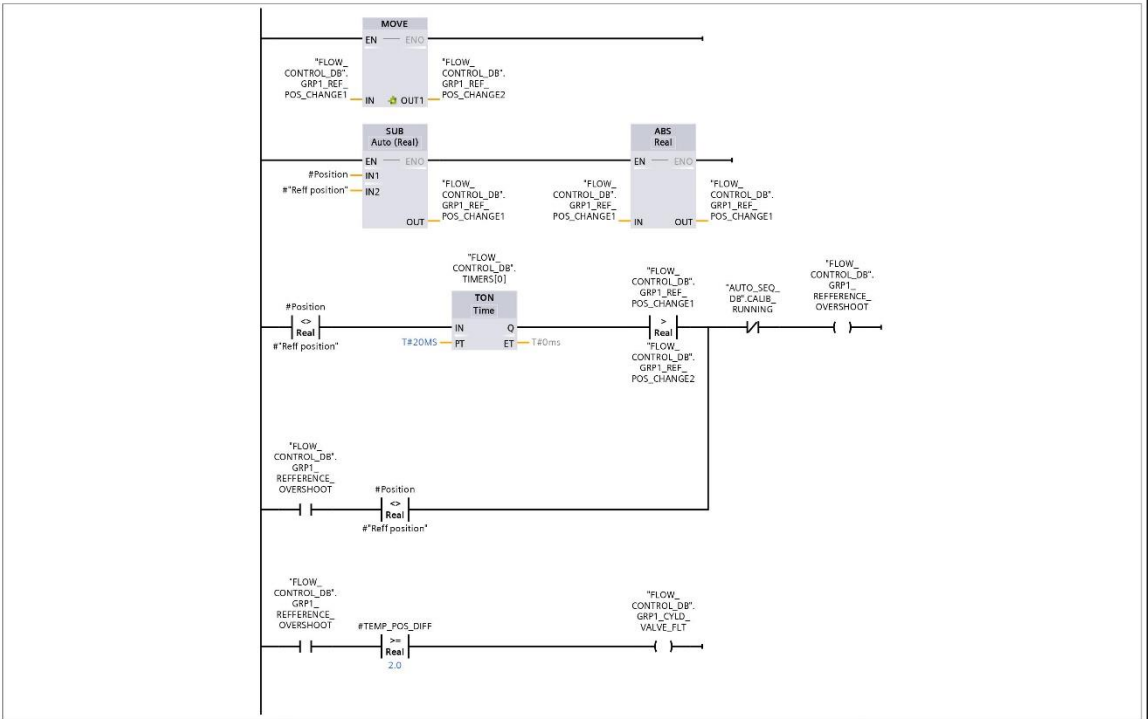 MOVE
EN
ENO
"FLOW_
CONTROL_DB".
GRP1_REF_
POS_CHANGE1
IN
OUT1
"FLOW_
CONTROL_DB".
GRP1_REF_
POS_CHANGE2
SUB
Auto (Real)
EN
ENO
#Position
IN1
#"Reff position"
IN2
OUT
"FLOW_
CONTROL_DB".
GRP1_REF_
POS_CHANGE1
ABS
Real
EN
ENO
"FLOW_
CONTROL_DB".
GRP1_REF_
POS_CHANGE1
IN
OUT
"FLOW_
CONTROL_DB".
GRP1_REF_
POS_CHANGE1
#Position
<>
Real
#"Reff position"
"FLOW_
CONTROL_DB".
TIMERS[0]
TON
Time
IN
Q
T#20MS
PT
ET
T#0ms
"FLOW_
CONTROL_DB".
GRP1_REF_
POS_CHANGE1
>
Real
"FLOW_
CONTROL_DB".
GRP1_REF_
POS_CHANGE2
"AUTO_SEQ_
DB".CALIB_
RUNNING
"FLOW_
CONTROL_DB".
GRP1_
REFFERENCE_
OVERSHOOT
"FLOW_
CONTROL_DB".
GRP1_
REFFERENCE_
OVERSHOOT
#Position
<>
Real
#"Reff position"
"FLOW_
CONTROL_DB".
GRP1_
REFFERENCE_
OVERSHOOT
#TEMP_POS_DIFF
>=
Real
2.0
"FLOW_
CONTROL_DB".
GRP1_CYLD_
VALVE_FLT